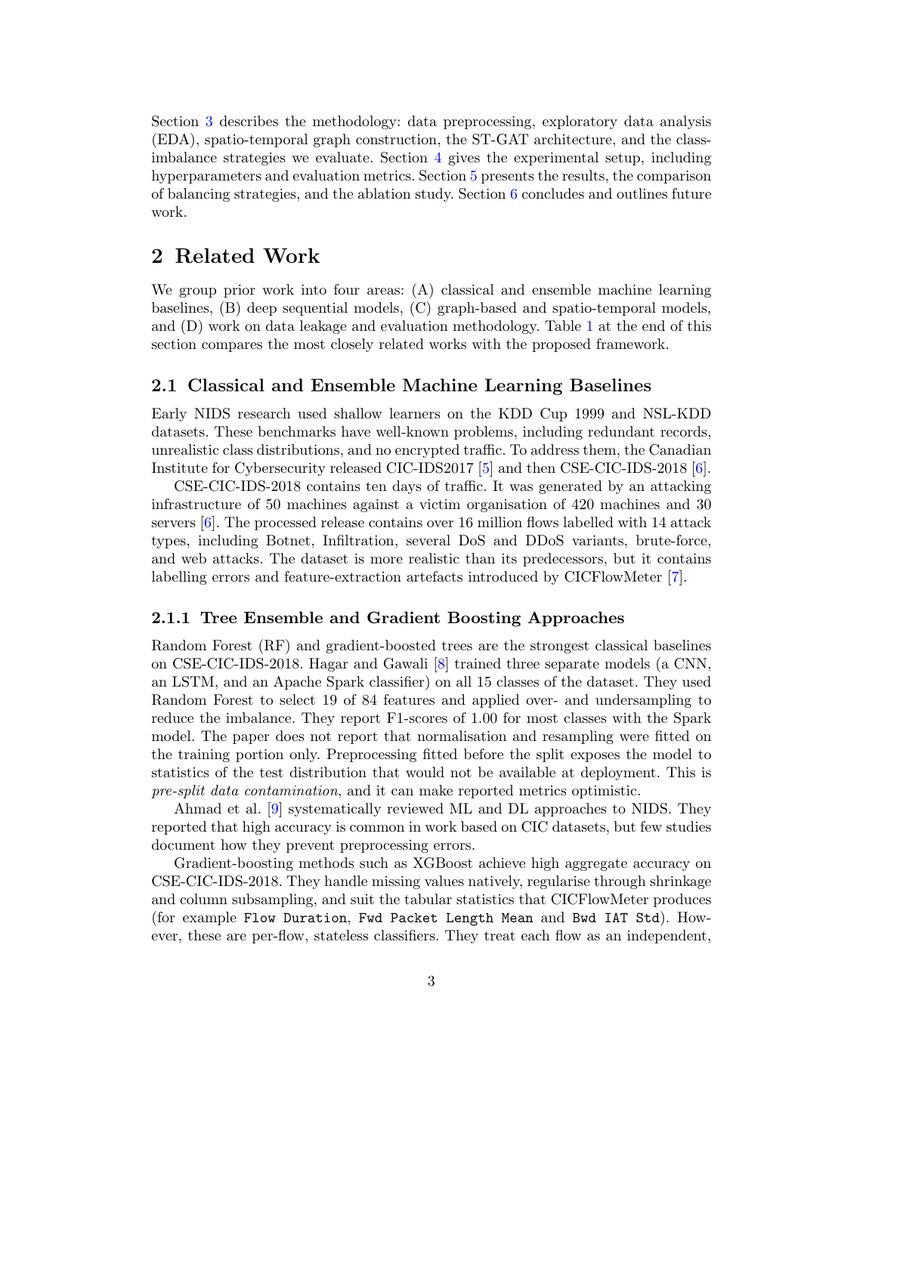 Section 3 describes the methodology: data preprocessing, exploratory data analysis
(EDA), spatio-temporal graph construction, the ST-GAT architecture, and the class-
imbalance strategies we evaluate. Section 4 gives the experimental setup, including
hyperparameters and evaluation metrics. Section 5 presents the results, the comparison
of balancing strategies, and the ablation study. Section 6 concludes and outlines future
work.
2 Related Work
We group prior work into four areas: (A) classical and ensemble machine learning
baselines, (B) deep sequential models, (C) graph-based and spatio-temporal models,
and (D) work on data leakage and evaluation methodology. Table 1 at the end of this
section compares the most closely related works with the proposed framework.
2.1 Classical and Ensemble Machine Learning Baselines
Early NIDS research used shallow learners on the KDD Cup 1999 and NSL-KDD
datasets. These benchmarks have well-known problems, including redundant records,
unrealistic class distributions, and no encrypted traffic. To address them, the Canadian
Institute for Cybersecurity released CIC-IDS2017 [5] and then CSE-CIC-IDS-2018 [6].
CSE-CIC-IDS-2018 contains ten days of traffic. It was generated by an attacking
infrastructure of 50 machines against a victim organisation of 420 machines and 30
servers [6]. The processed release contains over 16 million flows labelled with 14 attack
types, including Botnet, Infiltration, several DoS and DDoS variants, brute-force,
and web attacks. The dataset is more realistic than its predecessors, but it contains
labelling errors and feature-extraction artefacts introduced by CICFlowMeter [7].
2.1.1 Tree Ensemble and Gradient Boosting Approaches
Random Forest (RF) and gradient-boosted trees are the strongest classical baselines
on CSE-CIC-IDS-2018. Hagar and Gawali [8] trained three separate models (a CNN,
an LSTM, and an Apache Spark classifier) on all 15 classes of the dataset. They used
Random Forest to select 19 of 84 features and applied over- and undersampling to
reduce the imbalance. They report F1-scores of 1.00 for most classes with the Spark
model. The paper does not report that normalisation and resampling were fitted on
the training portion only. Preprocessing fitted before the split exposes the model to
statistics of the test distribution that would not be available at deployment. This is
pre-split data contamination, and it can make reported metrics optimistic.
Ahmad et al. [9] systematically reviewed ML and DL approaches to NIDS. They
reported that high accuracy is common in work based on CIC datasets, but few studies
document how they prevent preprocessing errors.
Gradient-boosting methods such as XGBoost achieve high aggregate accuracy on
CSE-CIC-IDS-2018. They handle missing values natively, regularise through shrinkage
and column subsampling, and suit the tabular statistics that CICFlowMeter produces
(for example Flow Duration, Fwd Packet Length Mean and Bwd IAT Std). How-
ever, these are per-flow, stateless classifiers. They treat each flow as an independent,
3